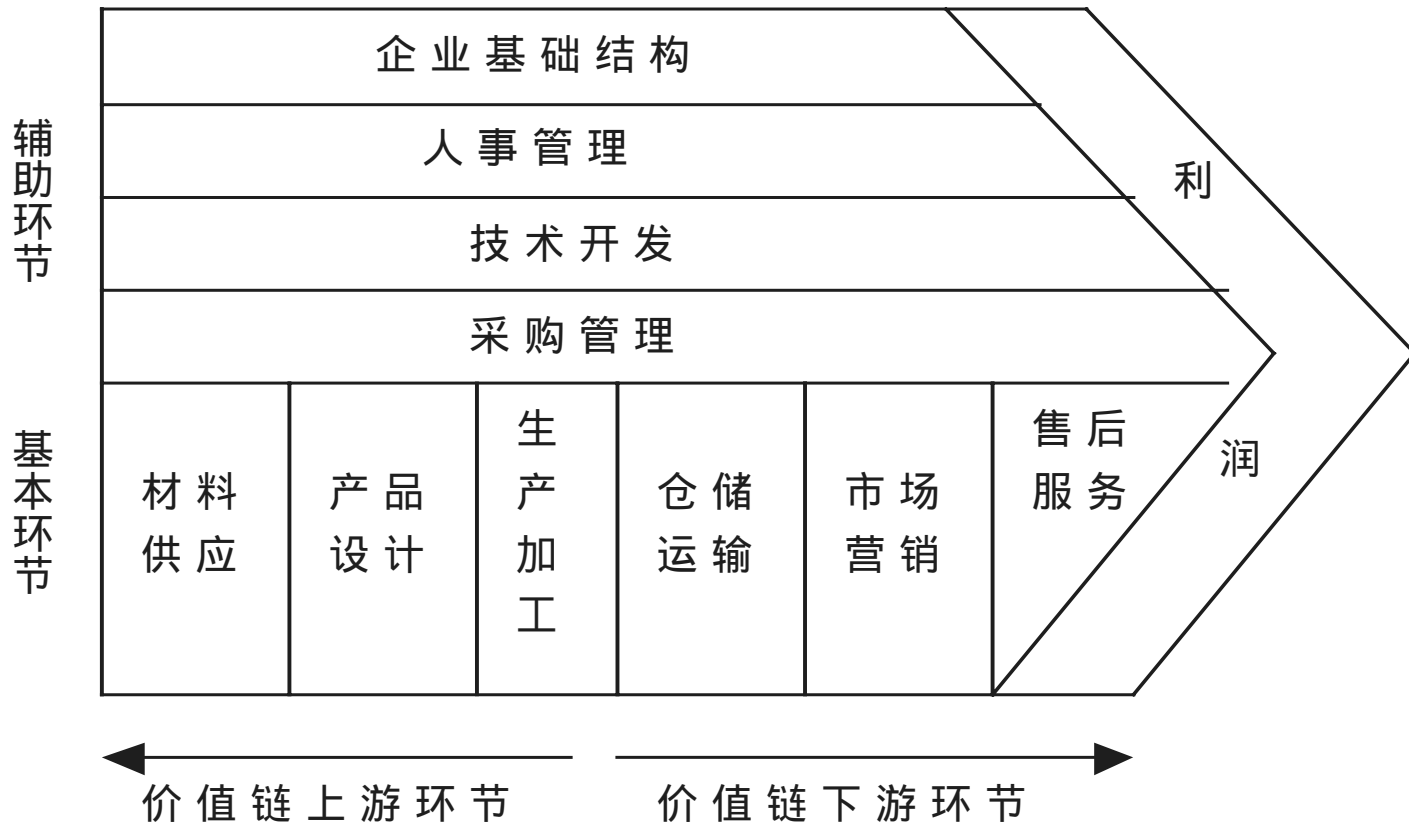 企业基础结构
人事管理
技术开发
采购管理
辅助环节
基本环节
材料
供应
产品
设计
生产加工
仓储
运输
市场
营销
售后
服务
利
润
价值链上游环节
价值链下游环节